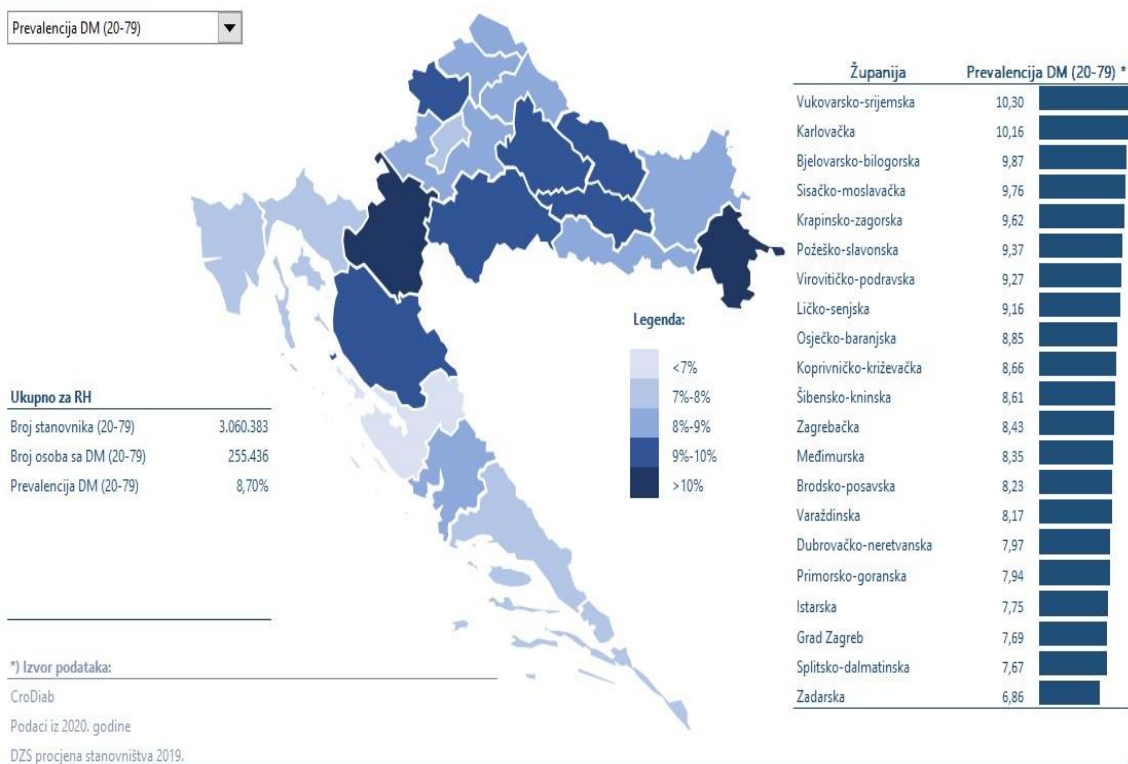 Prevalencija DM (20-79)
Županija Prevalencija DM (20-79) *
Vukovarsko-srijemska 10,30
Karlovačka 10,16
Bjelovarsko-bilogorska 9,87
Sisačko-moslavačka 9,76
Krapinsko-zagorska 9,62
Požeško-slavonska 9,37
Virovitičko-podravska 9,27
Ličko-senjska 9,16
Osječko-baranjska 8,85
Koprivničko-križevačka 8,66
Šibensko-kninska 8,61
Zagrebačka 8,43
Međimurska 8,35
Brodsko-posavska 8,23
Varaždinska 8,17
Dubrovačko-neretvanska 7,97
Primorsko-goranska 7,94
Istarska 7,75
Grad Zagreb 7,69
Splitsko-dalmatinska 7,67
Zadarska 6,86
Legenda:
<7%
7%-8%
8%-9%
9%-10%
>10%
Ukupno za RH
Broj stanovnika (20-79) 3.060.383
Broj osoba sa DM (20-79) 255.436
Prevalencija DM (20-79) 8,70%
*) Izvor podataka:
CroDiab
Podaci iz 2020. godine
DZS procjena stanovništva 2019.